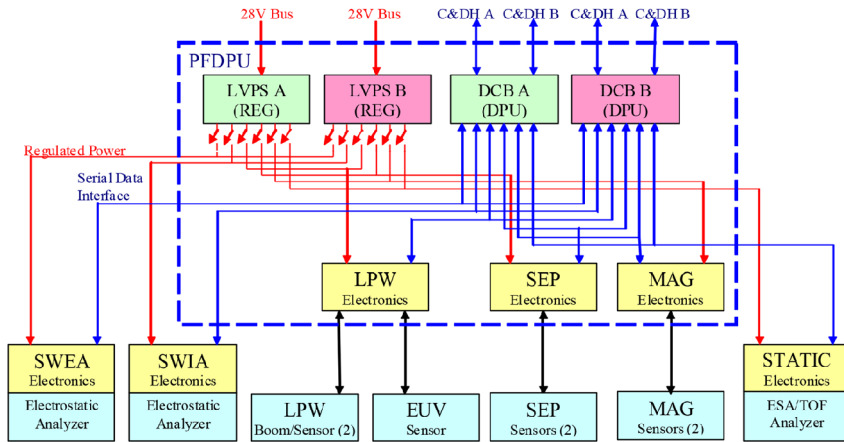 28V Bus
28V Bus
C&DH A
C&DH B
C&DH A
C&DH B
PFDPU
LVPS A
(REG)
LVPS B
(REG)
DCB A
(DPU)
DCB B
(DPU)
Regulated Power
Serial Data
Interface
LPW
Electronics
SEP
Electronics
MAG
Electronics
SWEA
Electronics
Electrostatic
Analyzer
SWIA
Electronics
Electrostatic
Analyzer
LPW
Boom/Sensor (2)
EUV
Sensor
SEP
Sensors (2)
MAG
Sensors (2)
STATIC
Electronics
ESA/TOF
Analyzer